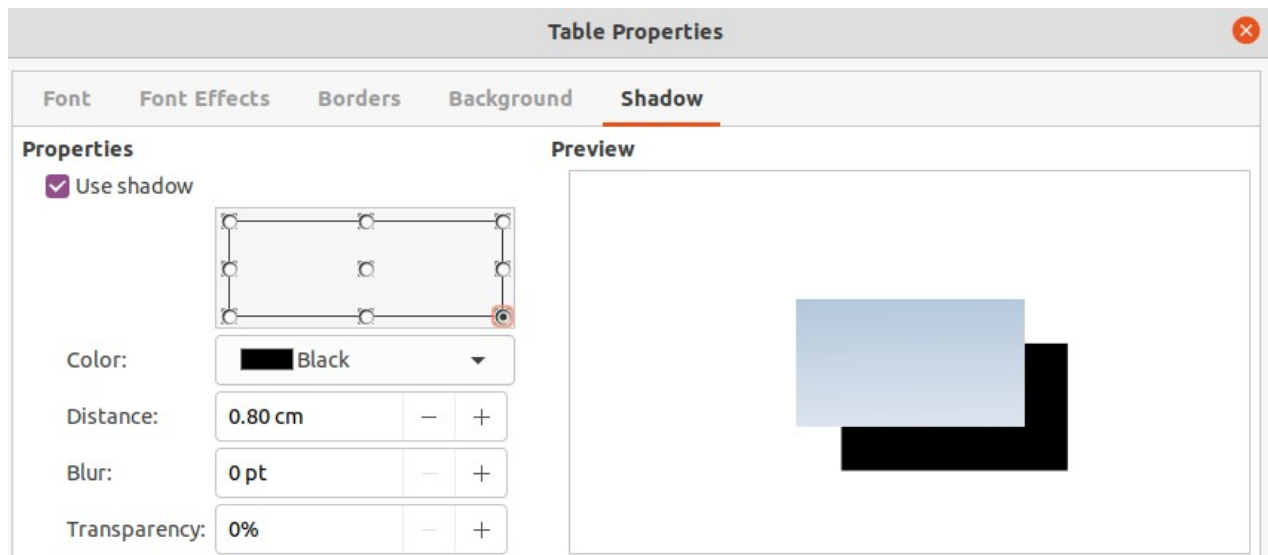 Table Properties
Font Font Effects Borders Background Shadow
Properties
Use shadow
Color: Black
Distance: 0.80 cm
Blur: 0 pt
Transparency: 0%
Preview